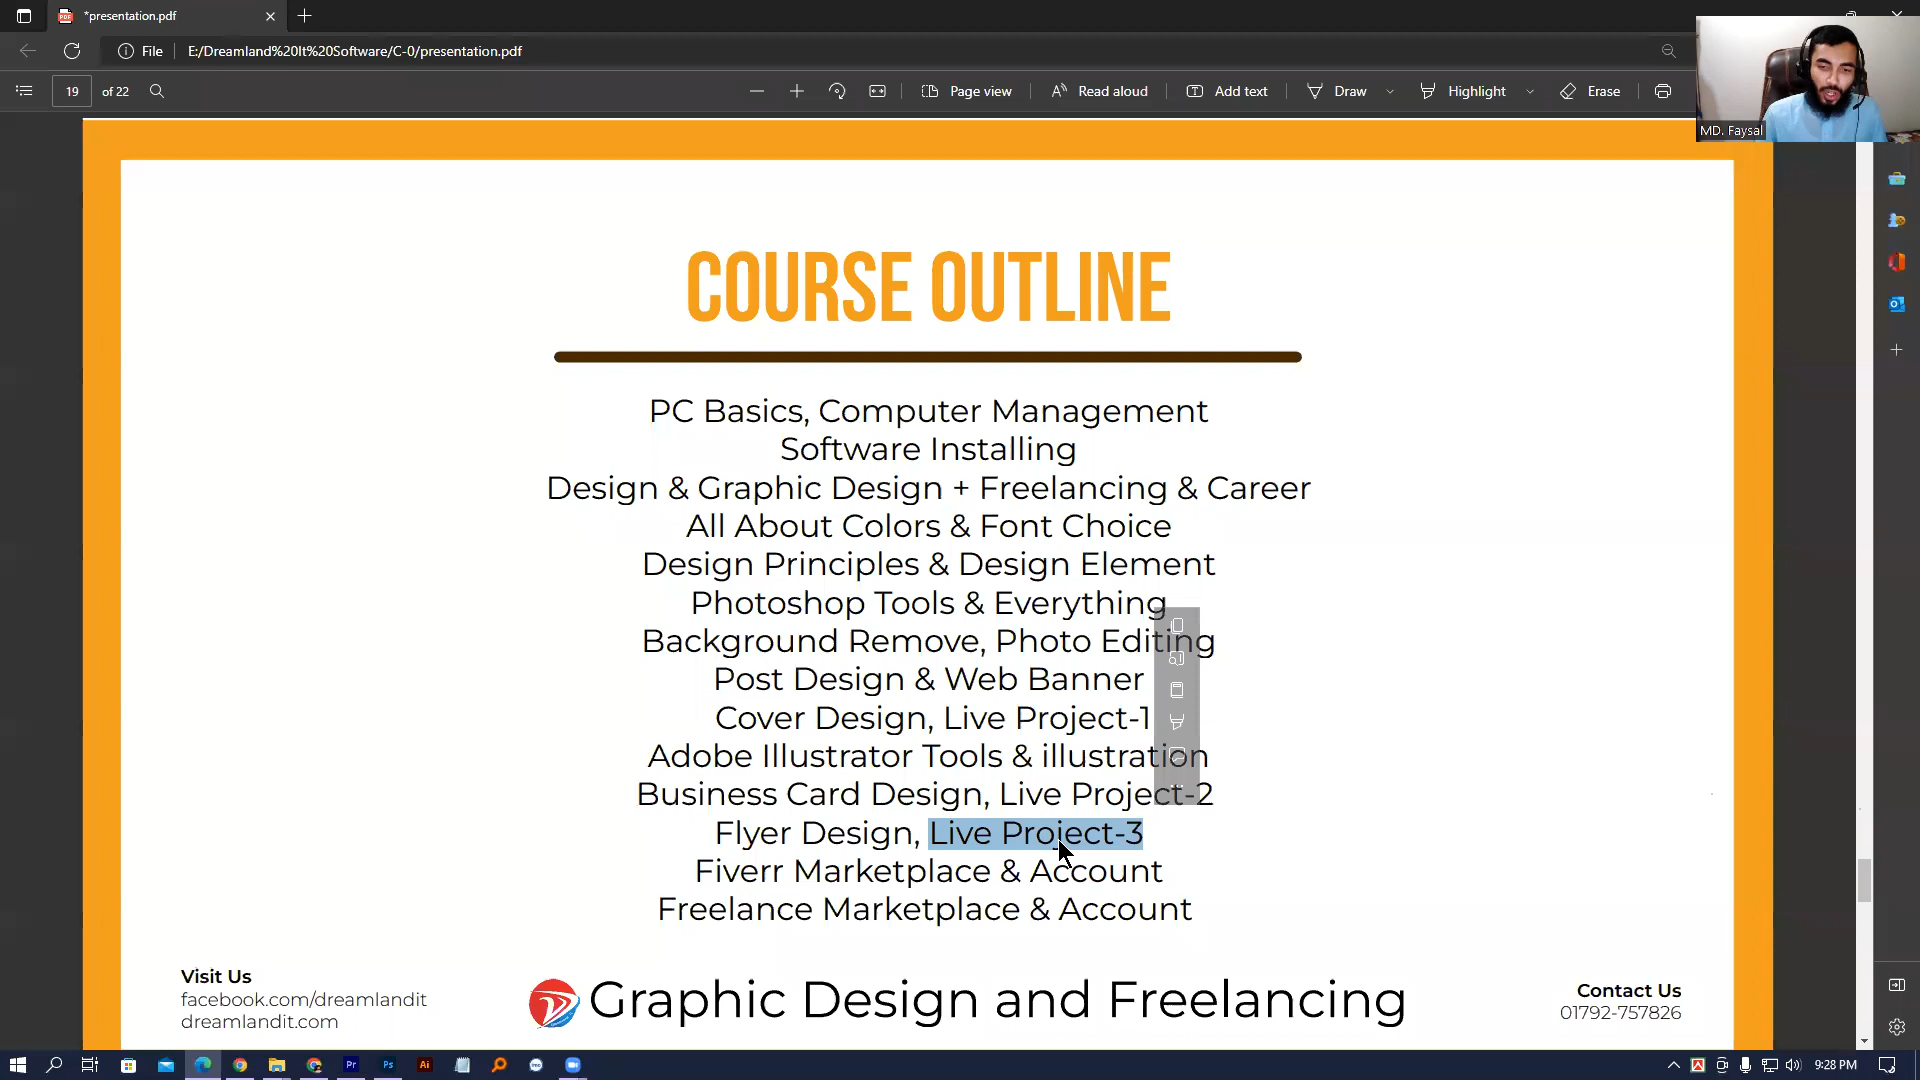 *presentation.pdf
File
E:/Dreamland%20It%20Software/C-0/presentation.pdf
19 of 22
Page view
Read aloud
Add text
Draw
Highlight
Erase
MD. Faysal
COURSE OUTLINE
PC Basics, Computer Management
Software Installing
Design & Graphic Design + Freelancing & Career
All About Colors & Font Choice
Design Principles & Design Element
Photoshop Tools & Everything
Background Remove, Photo Editing
Post Design & Web Banner
Cover Design, Live Project-1
Adobe Illustrator Tools & illustration
Business Card Design, Live Project-2
Flyer Design, Live Project-3
Fiverr Marketplace & Account
Freelance Marketplace & Account
Visit Us
facebook.com/dreamlandit
dreamlandit.com
Graphic Design and Freelancing
Contact Us
01792-757826
Pr
Ps
Ai
9:28 PM